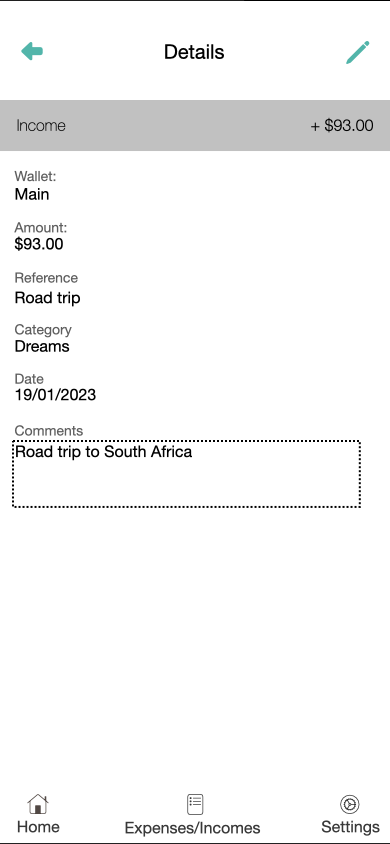 Details
Income + $93.00
Wallet:
Main
Amount:
$93.00
Reference
Road trip
Category
Dreams
Date
19/01/2023
Comments
Road trip to South Africa
Home Expenses/Incomes Settings